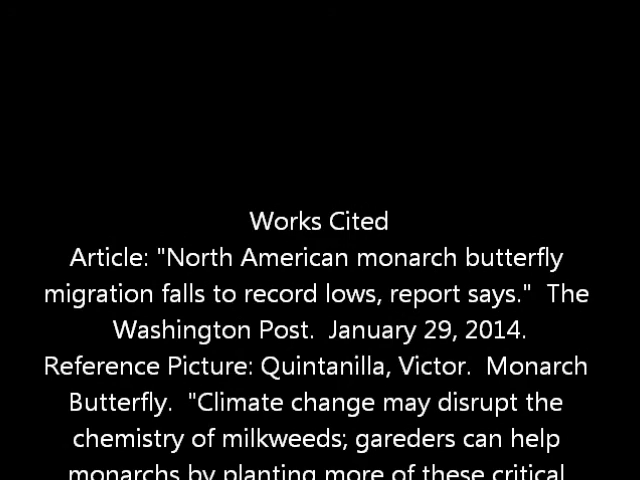 Works Cited
Article: "North American monarch butterfly
migration falls to record lows, report says."  The
Washington Post.  January 29, 2014.
Reference Picture: Quintanilla, Victor.  Monarch
Butterfly.  "Climate change may disrupt the
chemistry of milkweeds; gareders can help
monarchs by planting more of these critical